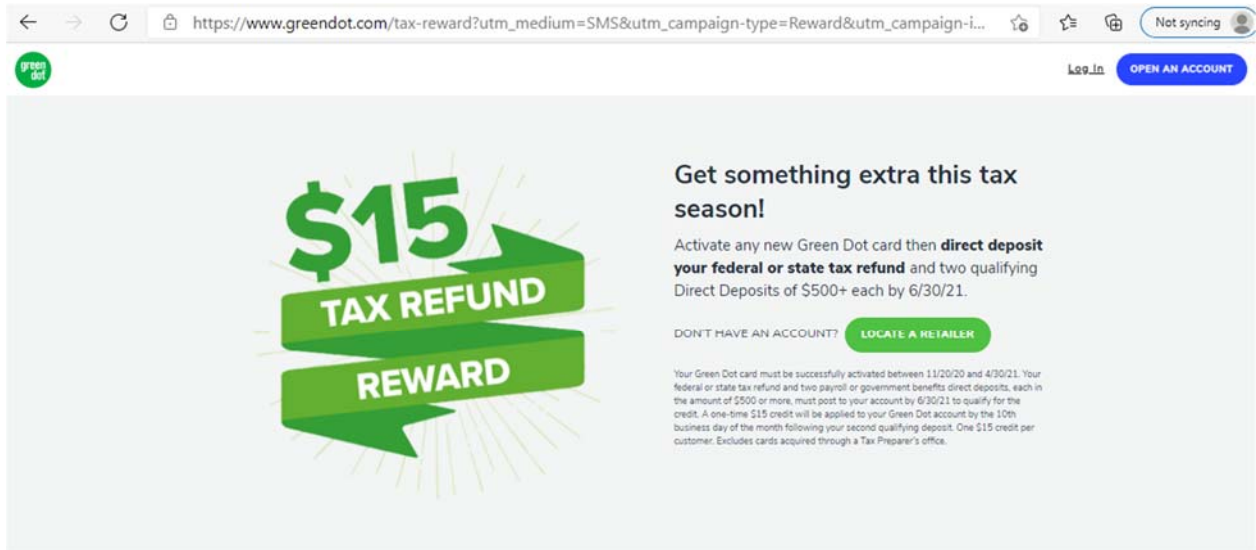 https://www.greendot.com/tax-reward?utm_medium=SMS&utm_campaign-type=Reward&utm_campaign-i...
Not syncing
green
dot
Log In
OPEN AN ACCOUNT
$15
TAX REFUND
REWARD
Get something extra this tax
season!
Activate any new Green Dot card then direct deposit
your federal or state tax refund and two qualifying
Direct Deposits of $500+ each by 6/30/21.
DON'T HAVE AN ACCOUNT?
LOCATE A RETAILER
Your Green Dot card must be successfully activated between 11/20/20 and 4/30/21. Your
federal or state tax refund and two payroll or government benefits direct deposits, each in
the amount of $500 or more, must post to your account by 6/30/21 to qualify for the
credit. A one-time $15 credit will be applied to your Green Dot account by the 10th
business day of the month following your second qualifying deposit. One $15 credit per
customer. Excludes cards acquired through a Tax Preparer's office.